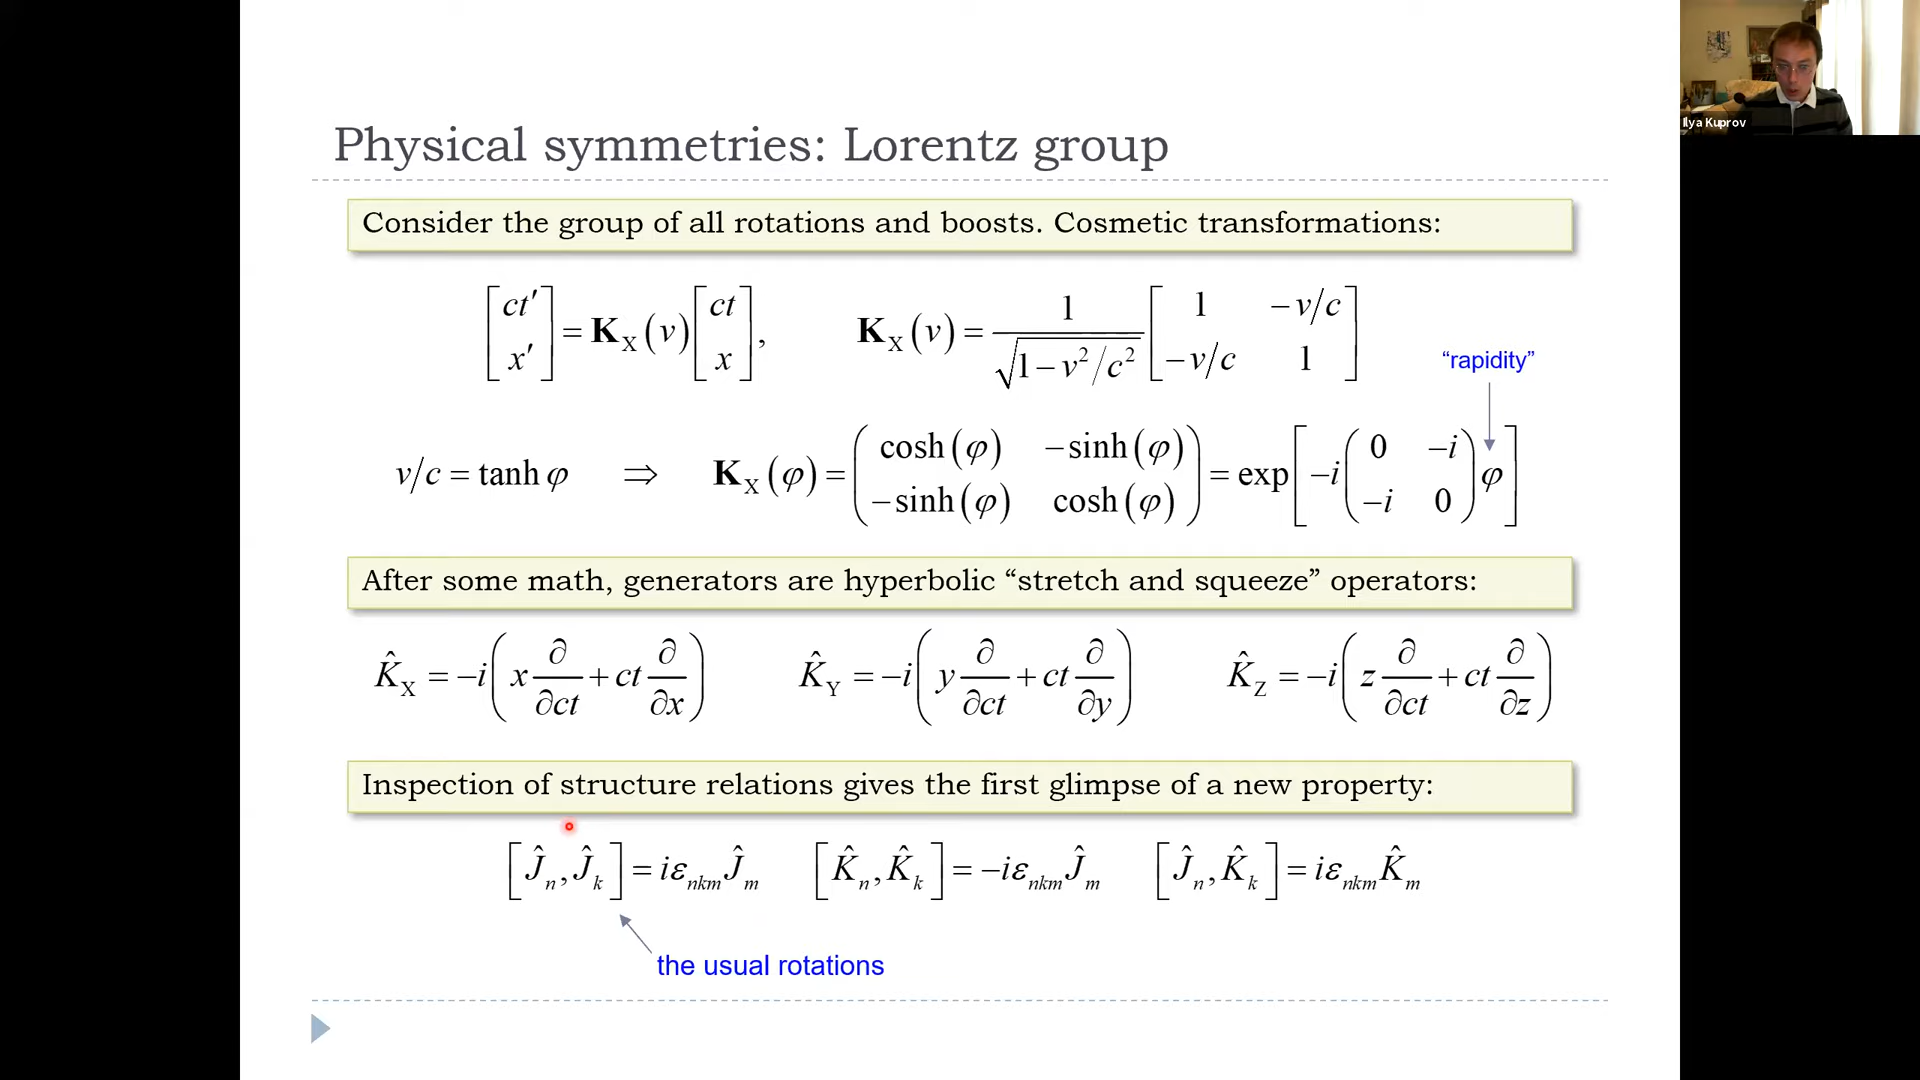 Ilya Kuprov
Physical symmetries: Lorentz group
Consider the group of all rotations and boosts. Cosmetic transformations:
[ct′ x′] = K_X(v) [ct x], K_X(v) = 1/√(1−v²/c²) [1 −v/c −v/c 1]
“rapidity”
v/c = tanh φ ⇒ K_X(φ) = (cosh(φ) −sinh(φ) −sinh(φ) cosh(φ)) = exp[−i(0 −i −i 0)φ]
After some math, generators are hyperbolic “stretch and squeeze” operators:
K̂_X = −i(x ∂/∂ct + ct ∂/∂x) K̂_Y = −i(y ∂/∂ct + ct ∂/∂y) K̂_Z = −i(z ∂/∂ct + ct ∂/∂z)
Inspection of structure relations gives the first glimpse of a new property:
[Ĵ_n, Ĵ_k] = iε_nkm Ĵ_m [K̂_n, K̂_k] = −iε_nkm Ĵ_m [Ĵ_n, K̂_k] = iε_nkm K̂_m
the usual rotations